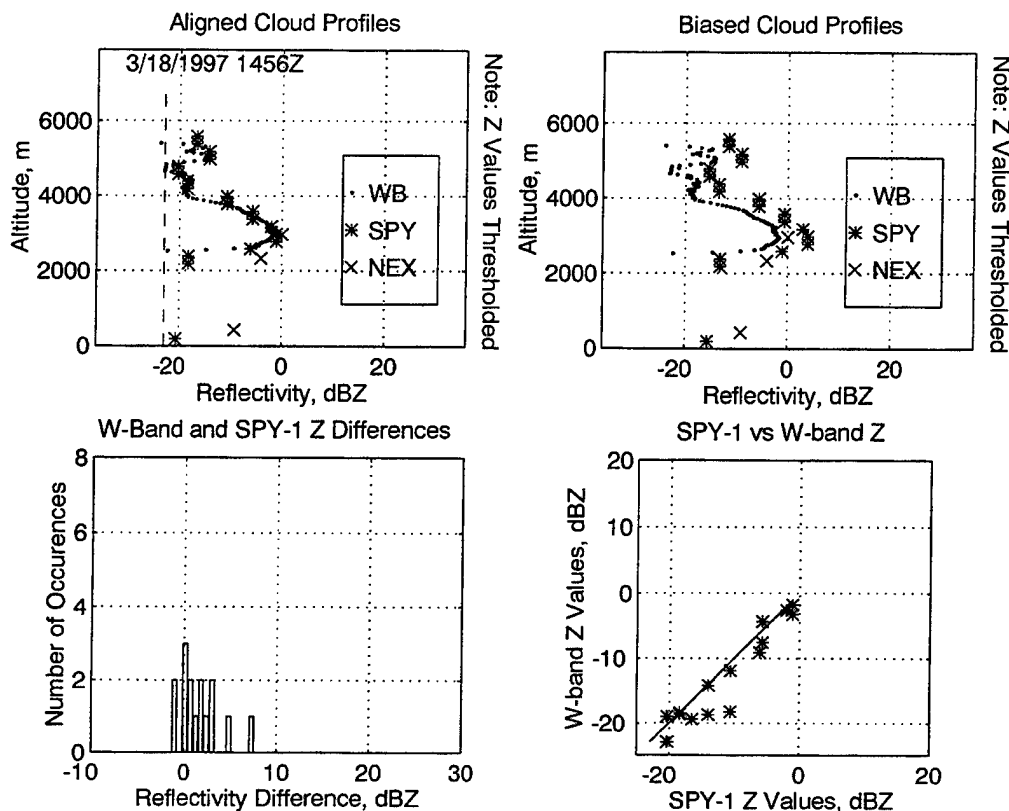 Aligned Cloud Profiles
3/18/1997 1456Z
6000
4000
2000
0
Altitude, m
WB
SPY
NEX
-20
0
20
Reflectivity, dBZ
Note: Z Values Thresholded
Biased Cloud Profiles
6000
4000
2000
0
Altitude, m
WB
SPY
NEX
-20
0
20
Reflectivity, dBZ
Note: Z Values Thresholded
W-Band and SPY-1 Z Differences
8
6
4
2
0
Number of Occurences
-10
0
10
20
30
Reflectivity Difference, dBZ
SPY-1 vs W-band Z
20
10
0
-10
-20
W-band Z Values, dBZ
-20
0
20
SPY-1 Z Values, dBZ